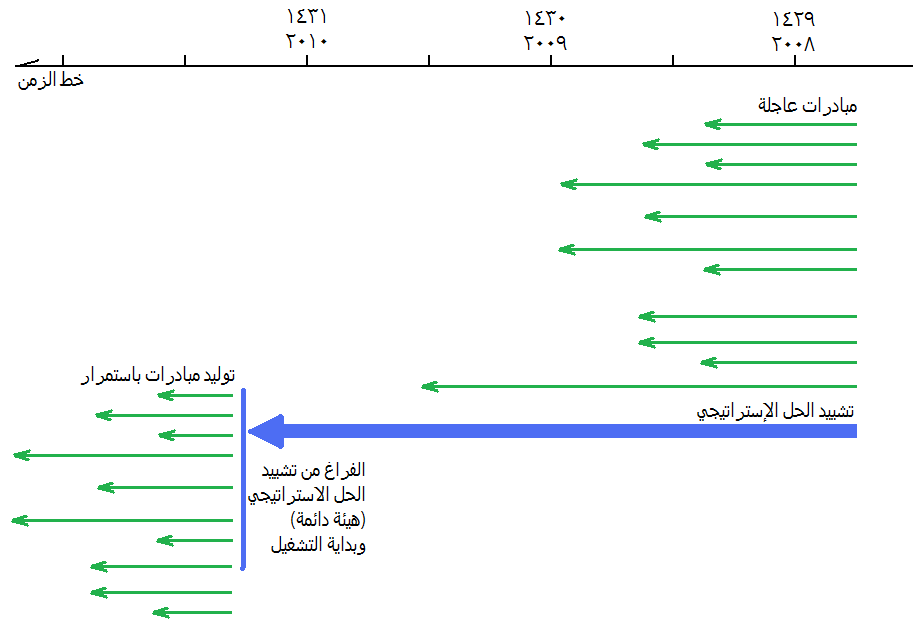 ١٤٢٩
٢٠٠٨
١٤٣٠
٢٠٠٩
١٤٣١
٢٠١٠
خط الزمن
مبادرات عاجلة
تشييد الحل الإستراتيجي
توليد مبادرات باستمرار
الفراغ من تشييد
الحل الاستراتيجي
(هيئة دائمة)
وبداية التشغيل